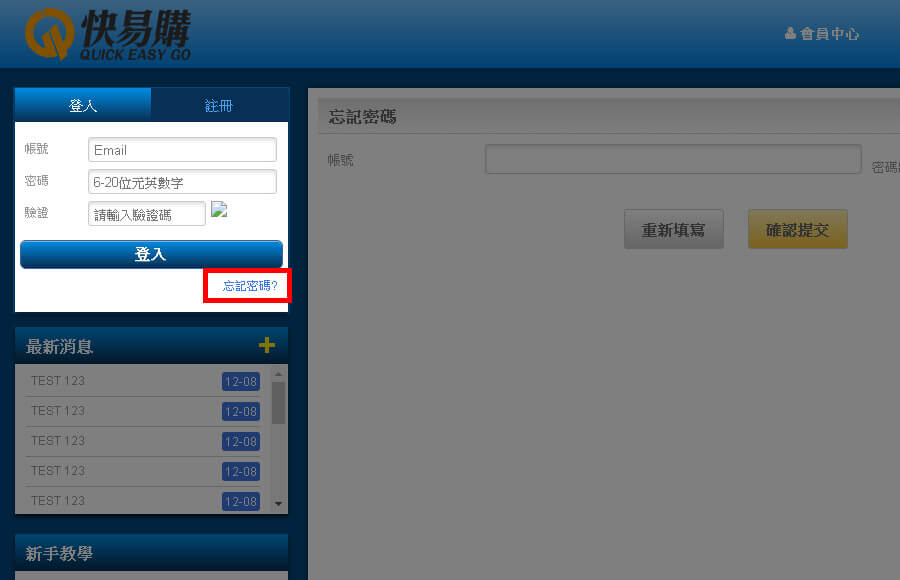 快易購
QUICK EASY GO
會員中心
登入
註冊
帳號
Email
密碼
6-20位元英數字
驗證
請輸入驗證碼
登入
忘記密碼?
最新消息
TEST 123
12-08
TEST 123
12-08
TEST 123
12-08
TEST 123
12-08
TEST 123
12-08
新手教學
忘記密碼
帳號
密碼
重新填寫
確認提交